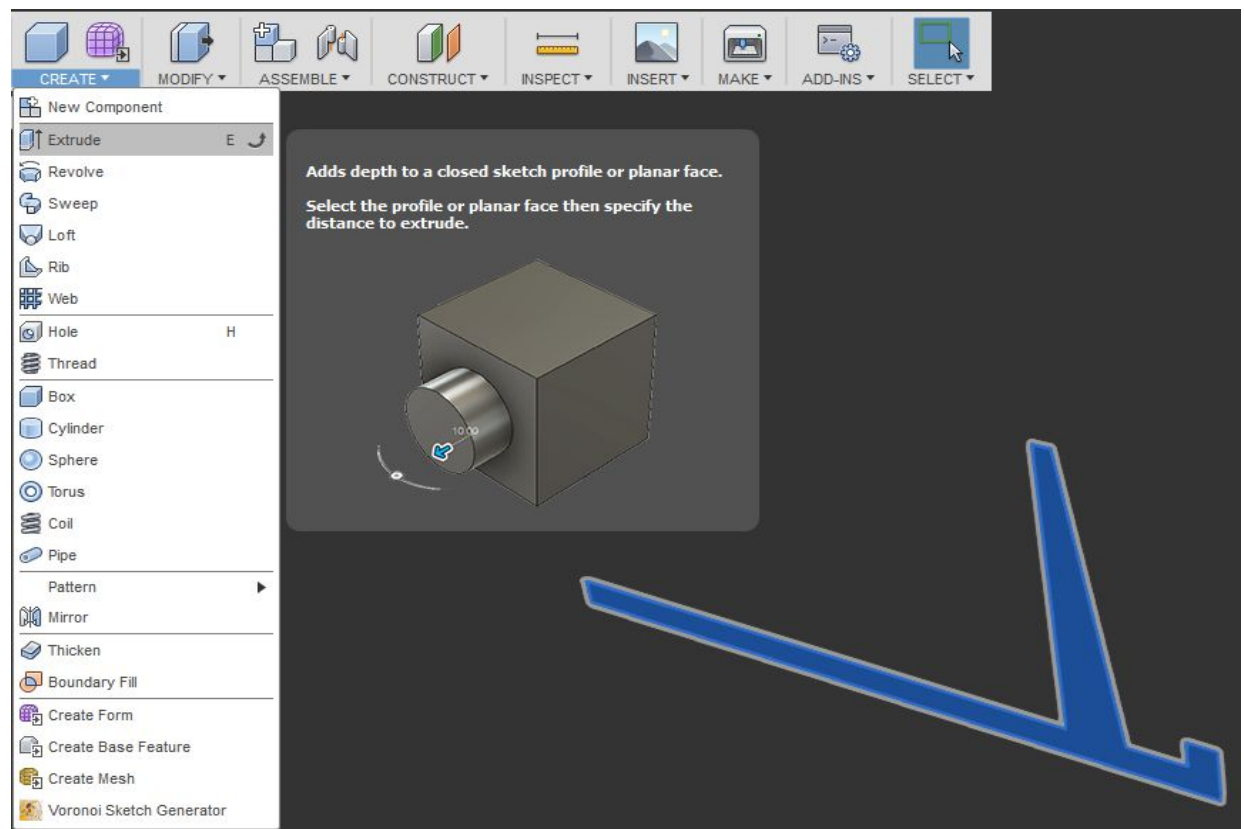 CREATE ▾ MODIFY ▾ ASSEMBLE ▾ CONSTRUCT ▾ INSPECT ▾ INSERT ▾ MAKE ▾ ADD-INS ▾ SELECT ▾
New Component
Extrude E
Revolve
Sweep
Loft
Rib
Web
Hole H
Thread
Box
Cylinder
Sphere
Torus
Coil
Pipe
Pattern
Mirror
Thicken
Boundary Fill
Create Form
Create Base Feature
Create Mesh
Voronoi Sketch Generator
Adds depth to a closed sketch profile or planar face.
Select the profile or planar face then specify the
distance to extrude.
10.00